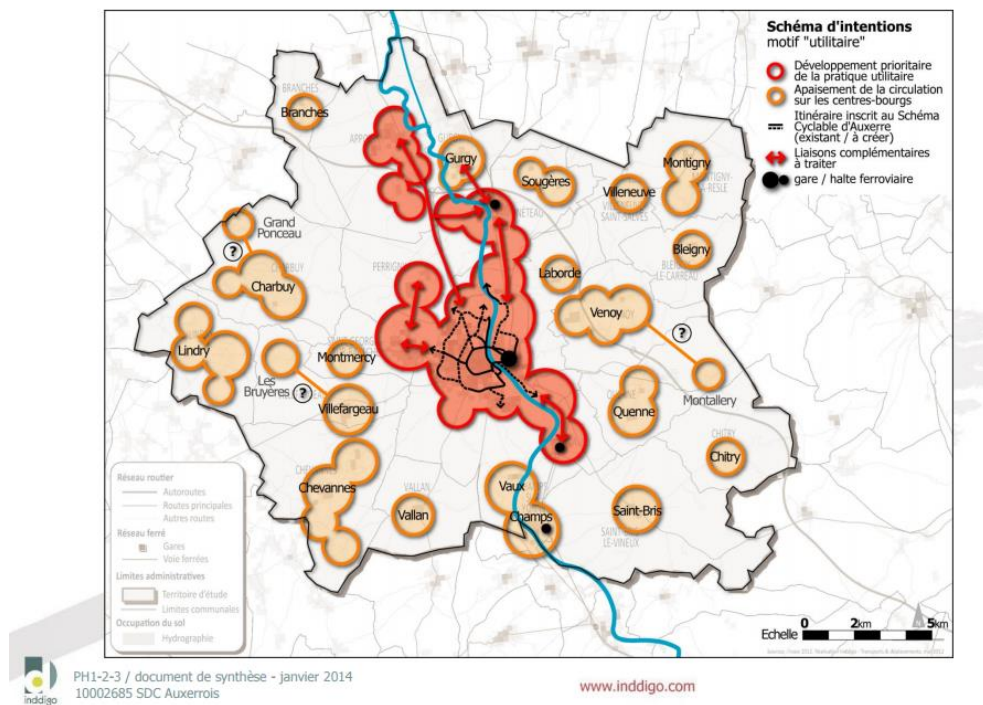 Schéma d'intentions
motif "utilitaire"
Développement prioritaire
de la pratique utilitaire
Apaisement de la circulation
sur les centres-bourgs
Itinéraire inscrit au Schéma
Cyclable d'Auxerre
(existant / à créer)
Liaisons complémentaires
à traiter
gare / halte ferroviaire
BRANCHES
Branches
Gurgy
Sougères
Villeneuve
Montigny
Grand
Ponceau
?
Charbuy
Bleigny
Laborde
Venoy
?
Lindry
Montmercy
Les
Bruyères
?
Villefargeau
Montallery
Quenne
CHITRY
Chitry
Chevannes
VALLAN
Vallan
Vaux
Champs
Saint-Bris
Réseau routier
Autoroutes
Routes principales
Autres routes
Réseau ferré
Gares
Voie ferrées
Limites administratives
Territoire d'étude
Limites communales
Occupation du sol
Hydrographie
0 2km 5km
Echelle
inddigo
PH1-2-3 / document de synthèse - janvier 2014
10002685 SDC Auxerrois
www.inddigo.com